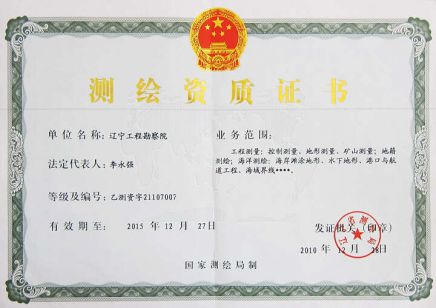 测绘资质证书
单位名称: 辽宁工程勘察院
法定代表人: 李永强
等级及编号: 乙测资字21107007
有效期至: 2015 年 12 月 27日
业务范围:
工程测量: 控制测量、地形测量、矿山测量; 地籍
测绘; 海洋测绘: 海岸滩涂地形、水下地形、港口与航
道工程、海域界线****。
发证机关 (印章)
2010 年 12 月 28日
国家测绘局制